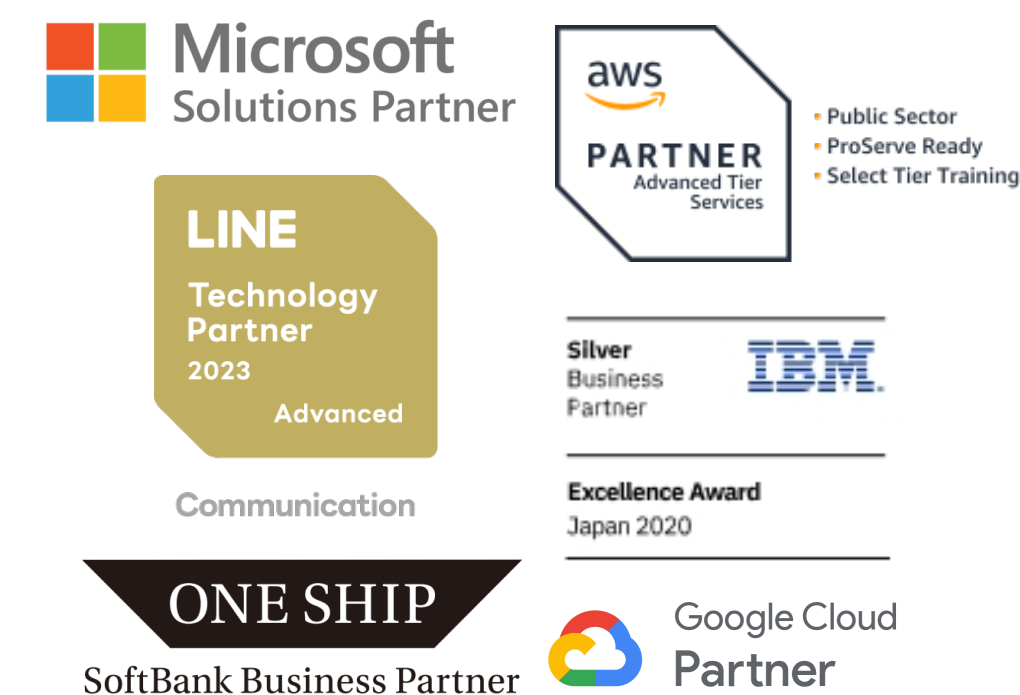 Microsoft
Solutions Partner
aws
PARTNER
Advanced Tier
Services
• Public Sector
• ProServe Ready
• Select Tier Training
LINE
Technology
Partner
2023
Advanced
Communication
Silver
Business
Partner
IBM
Excellence Award
Japan 2020
ONE SHIP
SoftBank Business Partner
Google Cloud
Partner